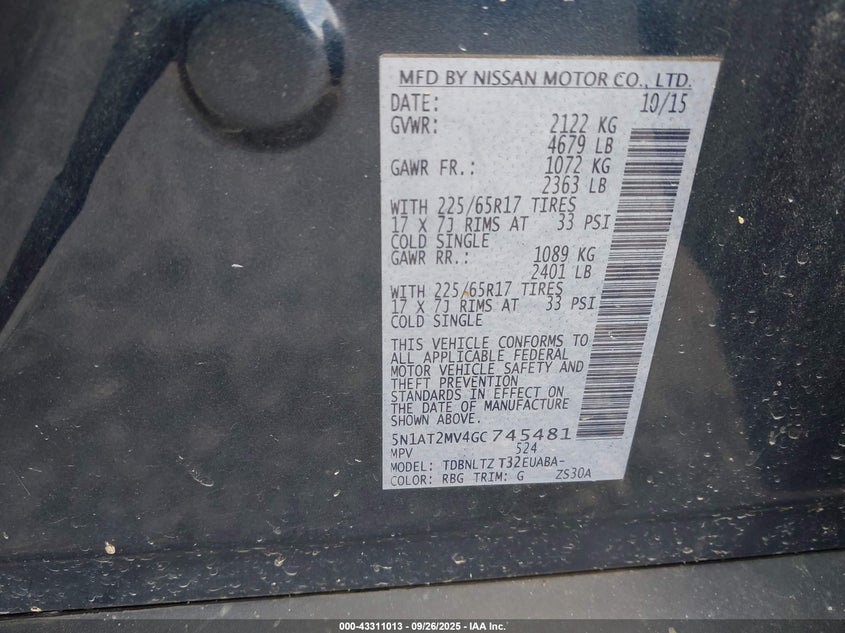 MFD BY NISSAN MOTOR CO., LTD.
DATE: 10/15
GVWR: 2122 KG
4679 LB
GAWR FR.: 1072 KG
2363 LB
WITH 225/65R17 TIRES
17 X 7J RIMS AT 33 PSI
COLD SINGLE
GAWR RR.: 1089 KG
2401 LB
WITH 225/65R17 TIRES
17 X 7J RIMS AT 33 PSI
COLD SINGLE
THIS VEHICLE CONFORMS TO
ALL APPLICABLE FEDERAL
MOTOR VEHICLE SAFETY AND
THEFT PREVENTION
STANDARDS IN EFFECT ON
THE DATE OF MANUFACTURE
SHOWN ABOVE.
5N1AT2MV4GC745481
MPV 524
MODEL: TDBNLTZ T32EUABA-
COLOR: RBG TRIM: G ZS30A
000-43311013 - 09/26/2025 - IAA Inc.